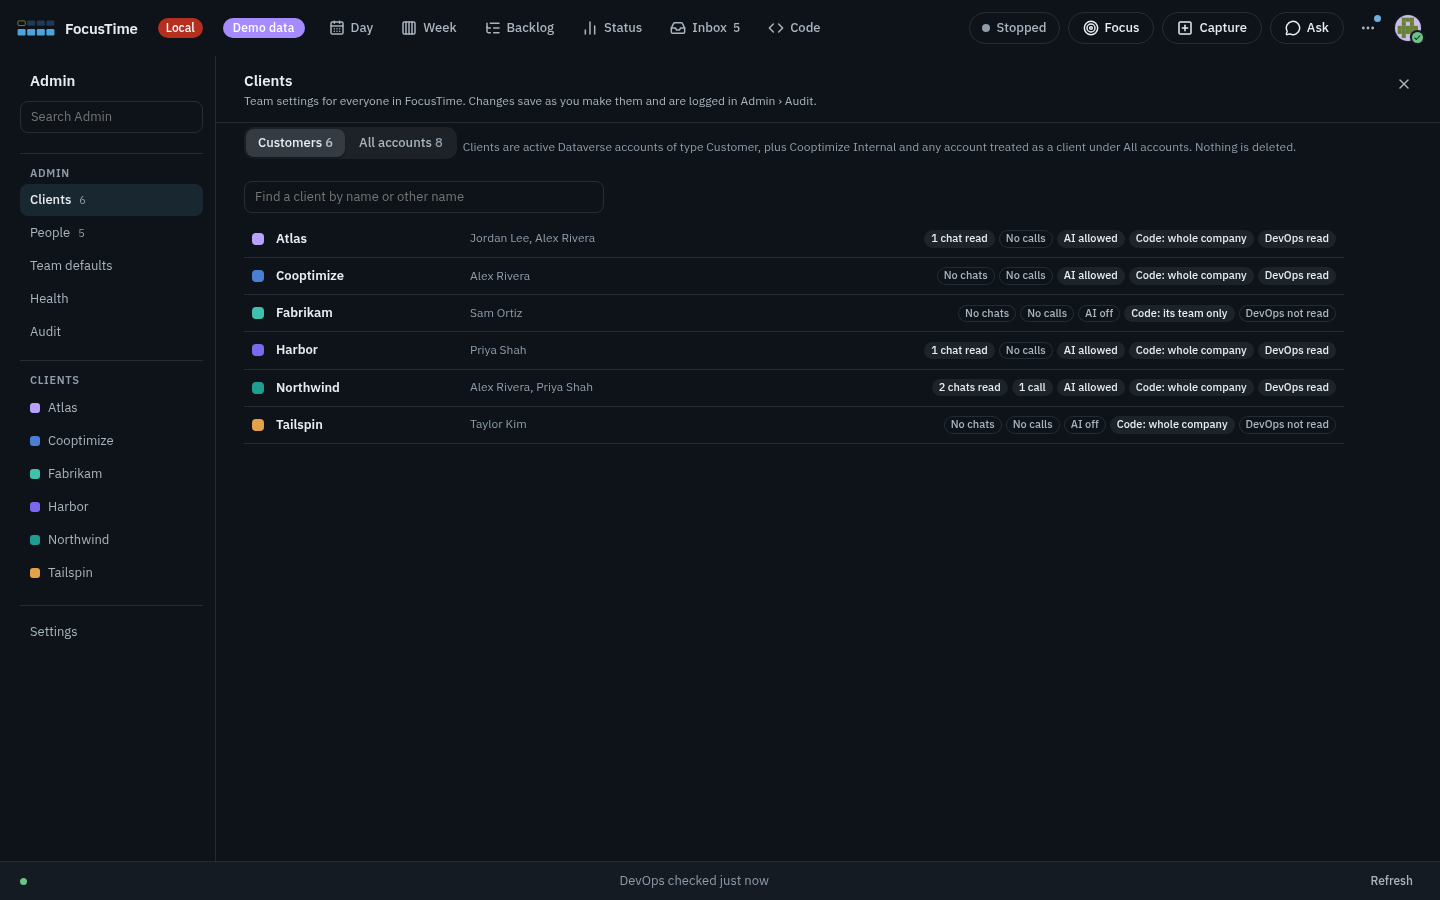 FocusTime
Local
Demo data
Day
Week
Backlog
Status
Inbox 5
Code
Stopped
Focus
Capture
Ask
Admin
Search Admin
ADMIN
Clients 6
People 5
Team defaults
Health
Audit
CLIENTS
Atlas
Cooptimize
Fabrikam
Harbor
Northwind
Tailspin
Settings
Clients
Team settings for everyone in FocusTime. Changes save as you make them and are logged in Admin › Audit.
Customers 6
All accounts 8
Clients are active Dataverse accounts of type Customer, plus Cooptimize Internal and any account treated as a client under All accounts. Nothing is deleted.
Find a client by name or other name
Atlas Jordan Lee, Alex Rivera 1 chat read No calls AI allowed Code: whole company DevOps read
Cooptimize Alex Rivera No chats No calls AI allowed Code: whole company DevOps read
Fabrikam Sam Ortiz No chats No calls AI off Code: its team only DevOps not read
Harbor Priya Shah 1 chat read No calls AI allowed Code: whole company DevOps read
Northwind Alex Rivera, Priya Shah 2 chats read 1 call AI allowed Code: whole company DevOps read
Tailspin Taylor Kim No chats No calls AI off Code: whole company DevOps not read
DevOps checked just now
Refresh